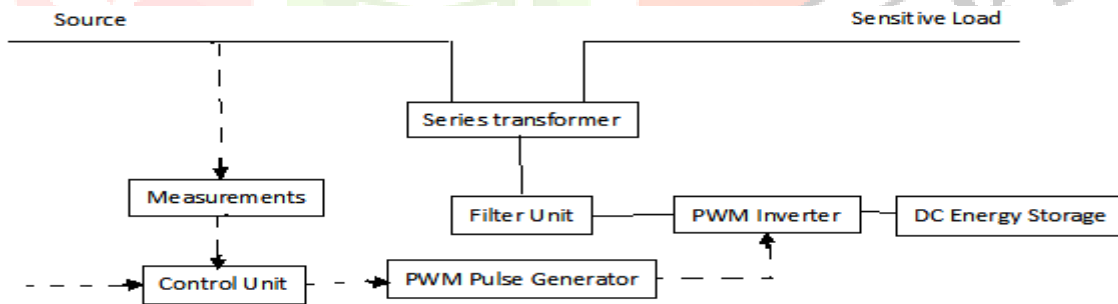 Source
Sensitive Load
Series transformer
Measurements
Filter Unit
PWM Inverter
DC Energy Storage
Control Unit
PWM Pulse Generator